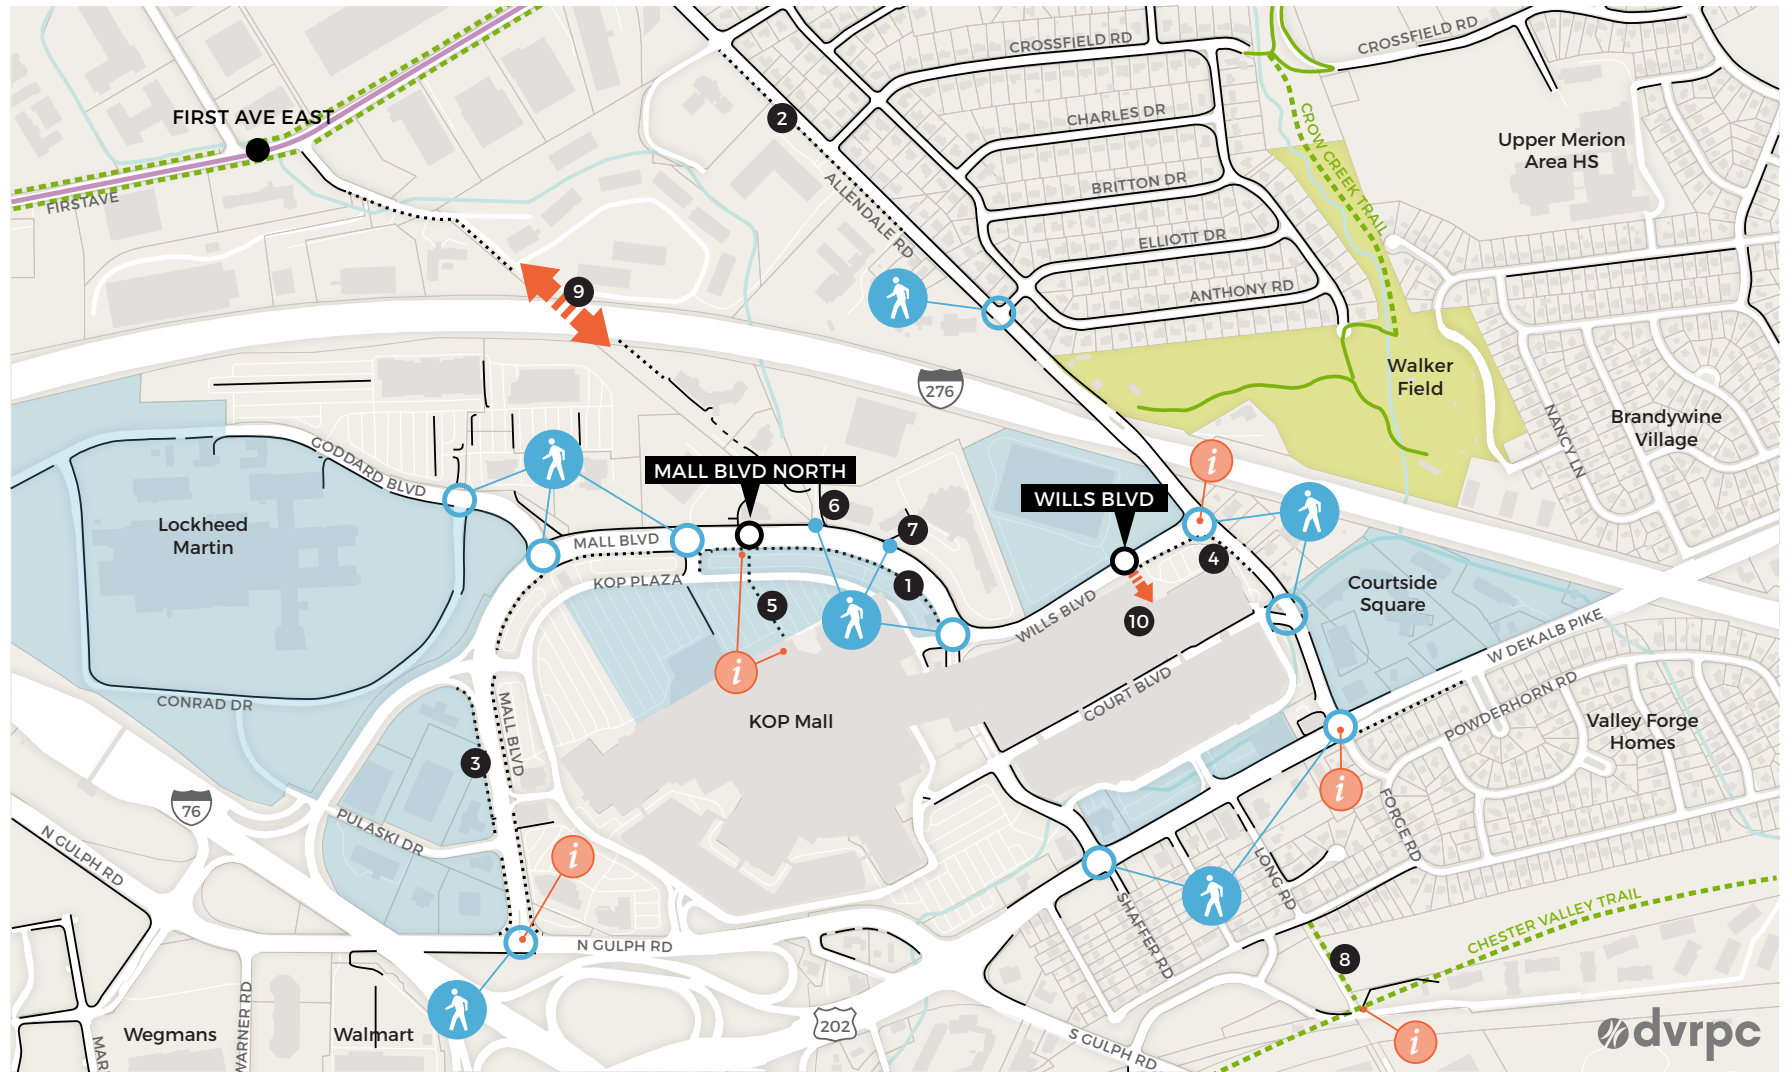 CROSSFIELD RD
CROSSFIELD RD
FIRST AVE EAST
2
CHARLES DR
CROW CREEK TRAIL
Upper Merion
Area HS
BRITTON DR
FIRSTAVE
ALLENDALE RD
ELLIOTT DR
9
ANTHONY RD
276
Walker
Field
NANCY LN
Brandywine
Village
GODDARD BLVD
MALL BLVD NORTH
i
WILLS BLVD
6
Lockheed
Martin
MALL BLVD
7
4
KOP PLAZA
1
Courtside
Square
5
10
WILLS BLVD
W DEKALB PIKE
i
CONRAD DR
MALL BLVD
KOP Mall
COURT BLVD
POWDERHORN RD
Valley Forge
Homes
3
i
76
PULASKI DR
N GULPH RD
FORGE RD
i
LONG RD
SHAFFER RD
CHESTER VALLEY TRAIL
N GULPH RD
8
WARNER RD
Wegmans
Walmart
202
MAR
S GULPH RD
i
dvrpc